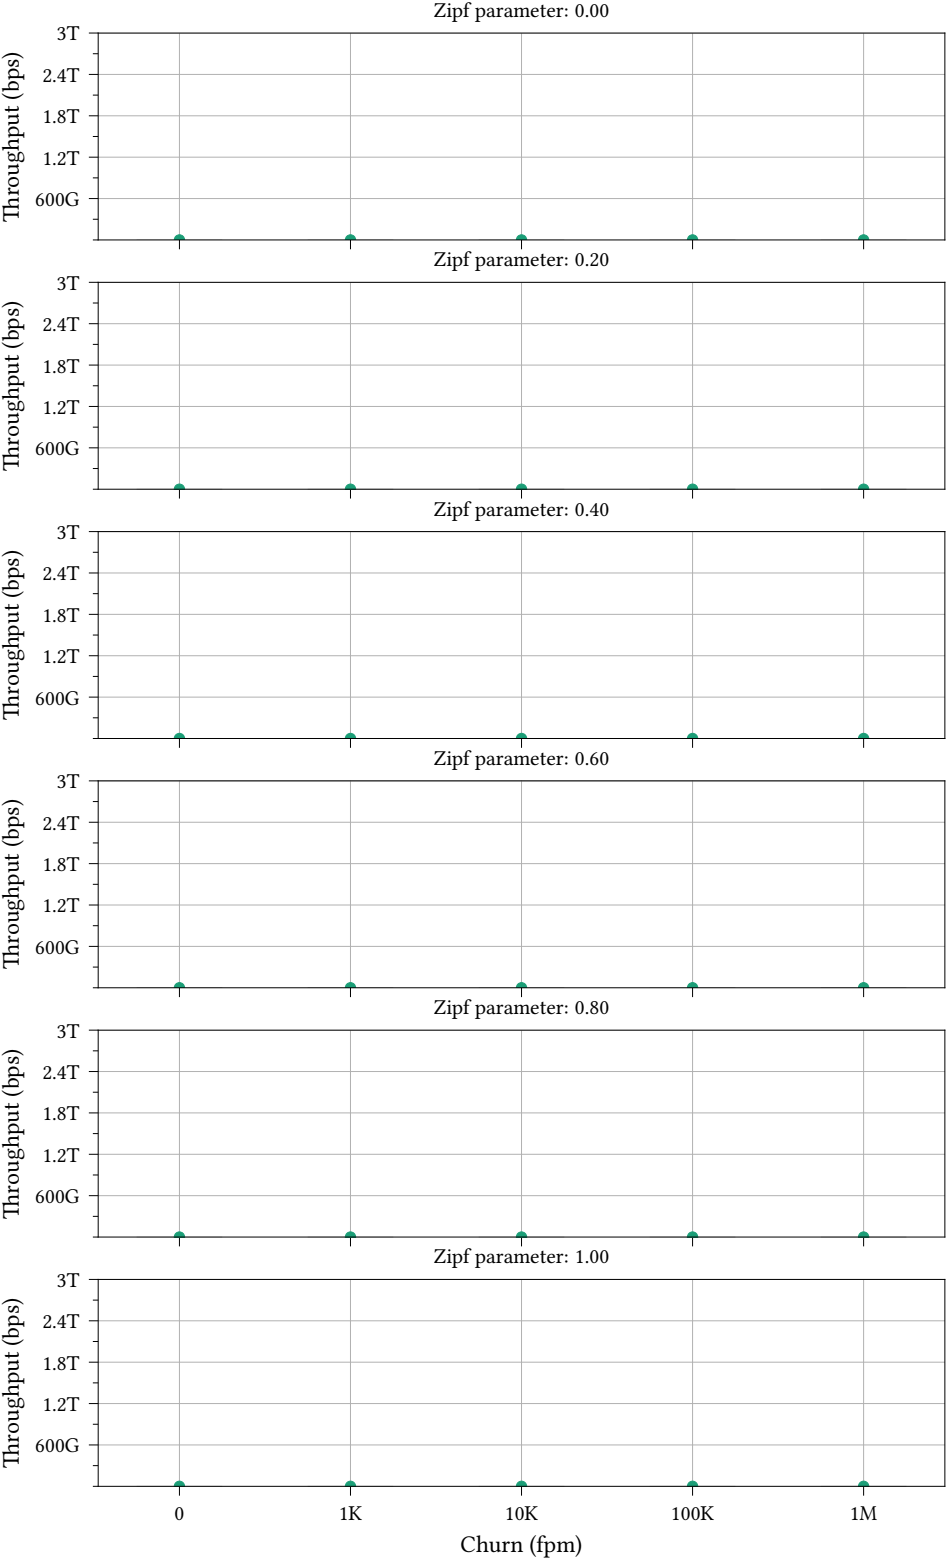 Zipf parameter: 0.00
3T
2.4T
1.8T
1.2T
600G
Throughput (bps)
Zipf parameter: 0.20
3T
2.4T
1.8T
1.2T
600G
Throughput (bps)
Zipf parameter: 0.40
3T
2.4T
1.8T
1.2T
600G
Throughput (bps)
Zipf parameter: 0.60
3T
2.4T
1.8T
1.2T
600G
Throughput (bps)
Zipf parameter: 0.80
3T
2.4T
1.8T
1.2T
600G
Throughput (bps)
Zipf parameter: 1.00
3T
2.4T
1.8T
1.2T
600G
Throughput (bps)
0 1K 10K 100K 1M
Churn (fpm)